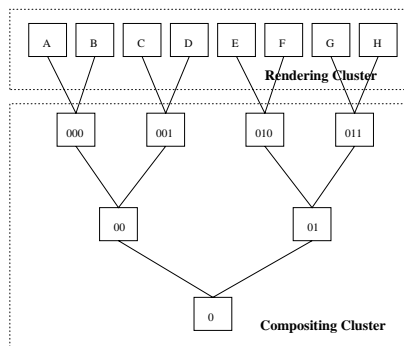 A B C D E F G H
Rendering Cluster
000 001 010 011
00 01
0
Compositing Cluster